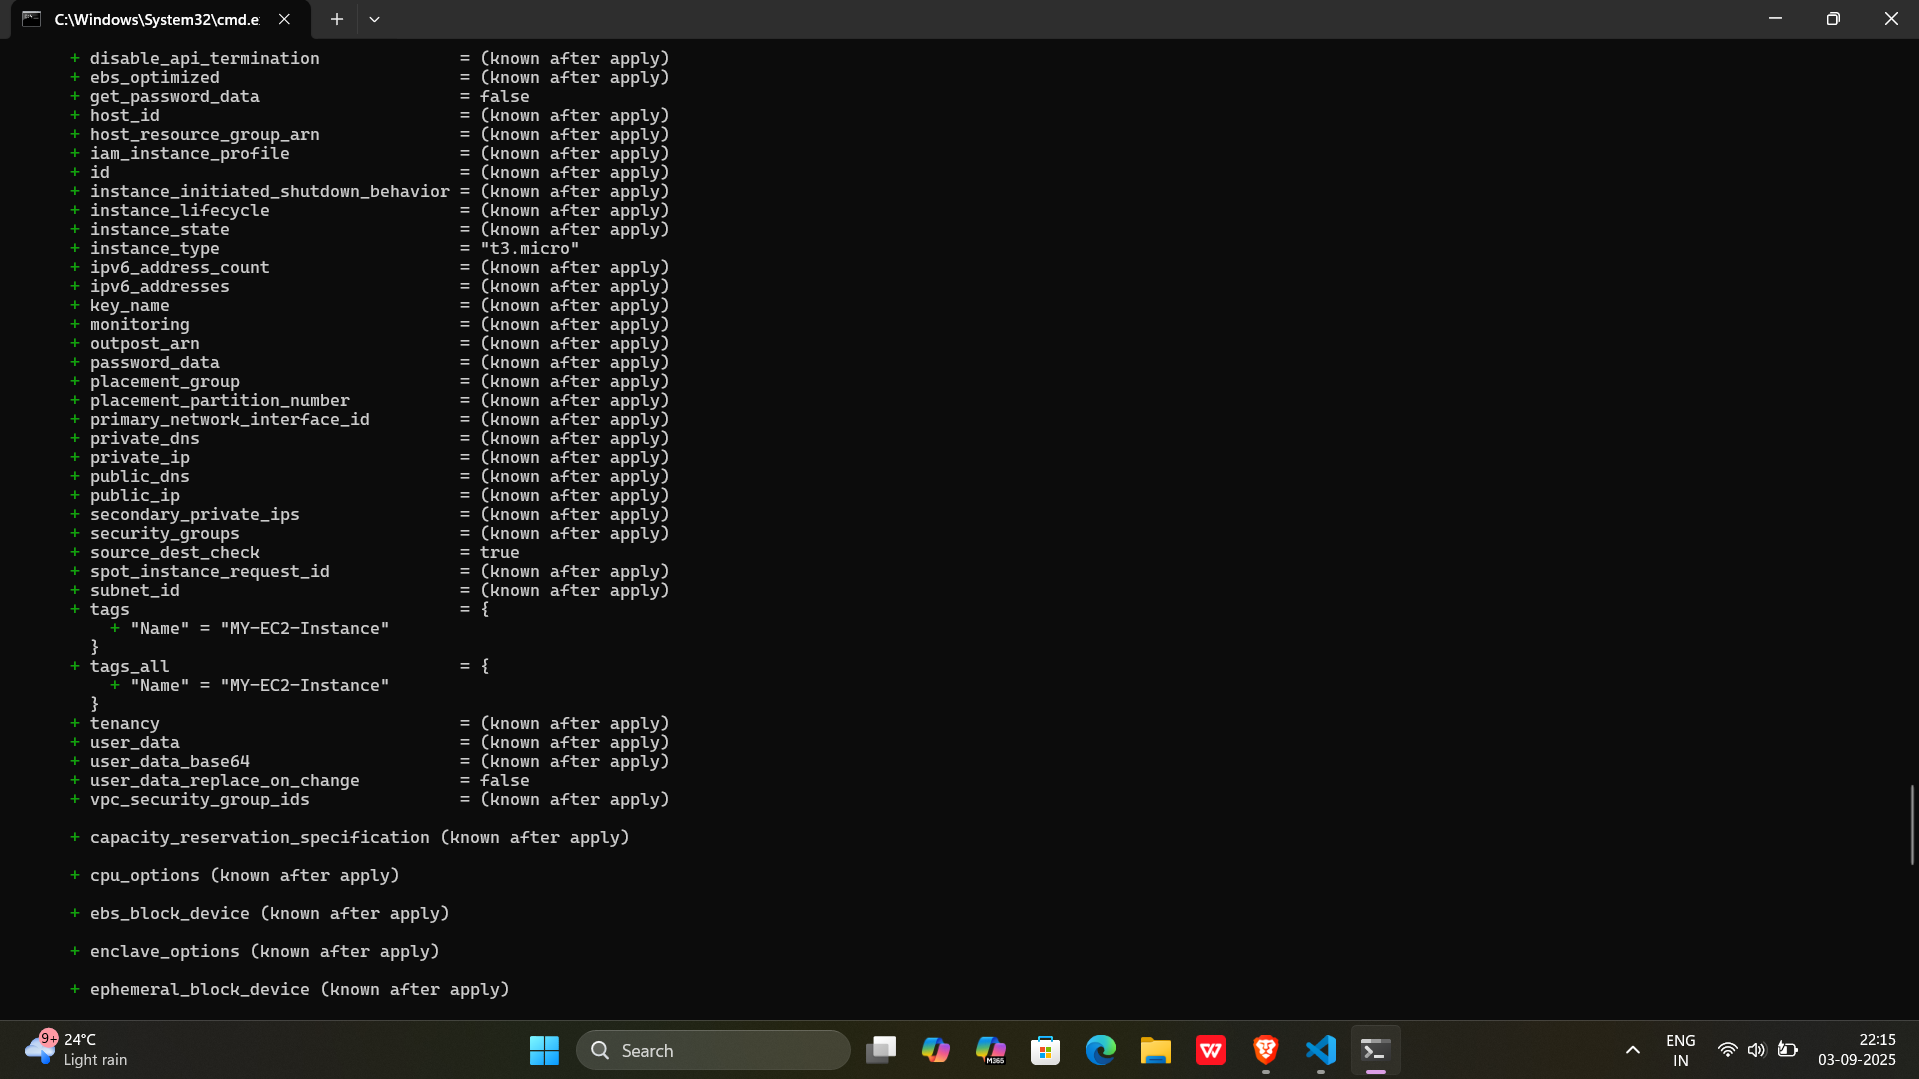 C:\Windows\System32\cmd.e
+ disable_api_termination = (known after apply)
+ ebs_optimized = (known after apply)
+ get_password_data = false
+ host_id = (known after apply)
+ host_resource_group_arn = (known after apply)
+ iam_instance_profile = (known after apply)
+ id = (known after apply)
+ instance_initiated_shutdown_behavior = (known after apply)
+ instance_lifecycle = (known after apply)
+ instance_state = (known after apply)
+ instance_type = "t3.micro"
+ ipv6_address_count = (known after apply)
+ ipv6_addresses = (known after apply)
+ key_name = (known after apply)
+ monitoring = (known after apply)
+ outpost_arn = (known after apply)
+ password_data = (known after apply)
+ placement_group = (known after apply)
+ placement_partition_number = (known after apply)
+ primary_network_interface_id = (known after apply)
+ private_dns = (known after apply)
+ private_ip = (known after apply)
+ public_dns = (known after apply)
+ public_ip = (known after apply)
+ secondary_private_ips = (known after apply)
+ security_groups = (known after apply)
+ source_dest_check = true
+ spot_instance_request_id = (known after apply)
+ subnet_id = (known after apply)
+ tags = {
+ "Name" = "MY-EC2-Instance"
}
+ tags_all = {
+ "Name" = "MY-EC2-Instance"
}
+ tenancy = (known after apply)
+ user_data = (known after apply)
+ user_data_base64 = (known after apply)
+ user_data_replace_on_change = false
+ vpc_security_group_ids = (known after apply)
+ capacity_reservation_specification (known after apply)
+ cpu_options (known after apply)
+ ebs_block_device (known after apply)
+ enclave_options (known after apply)
+ ephemeral_block_device (known after apply)
9+ 24°C
Light rain
Search
M365
W
ENG
IN
22:15
03-09-2025